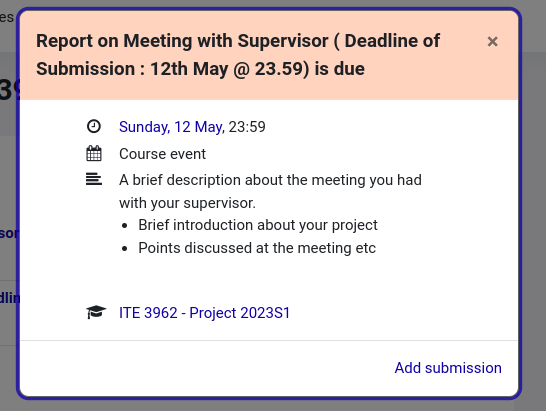 es
Report on Meeting with Supervisor ( Deadline of
Submission : 12th May @ 23.59) is due
×
39
Sunday, 12 May, 23:59
Course event
A brief description about the meeting you had
with your supervisor.
• Brief introduction about your project
• Points discussed at the meeting etc
sor
dlin
ITE 3962 - Project 2023S1
Add submission